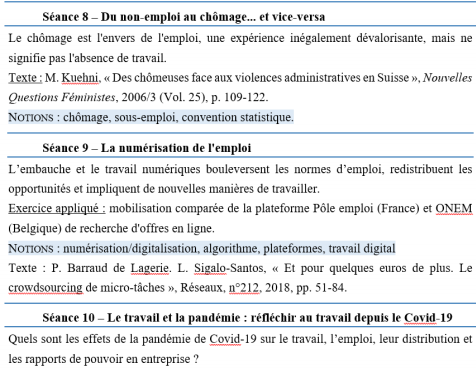 Séance 8 – Du non-emploi au chômage... et vice-versa
Le chômage est l'envers de l'emploi, une expérience inégalement dévalorisante, mais ne
signifie pas l'absence de travail.
Texte : M. Kuehni, « Des chômeuses face aux violences administratives en Suisse », Nouvelles
Questions Féministes, 2006/3 (Vol. 25), p. 109-122.
NOTIONS : chômage, sous-emploi, convention statistique.
Séance 9 – La numérisation de l'emploi
L’embauche et le travail numériques bouleversent les normes d’emploi, redistribuent les
opportunités et impliquent de nouvelles manières de travailler.
Exercice appliqué : mobilisation comparée de la plateforme Pôle emploi (France) et ONEM
(Belgique) de recherche d'offres en ligne.
NOTIONS : numérisation/digitalisation, algorithme, plateformes, travail digital
Texte : P. Barraud de Lagerie. L. Sigalo-Santos, « Et pour quelques euros de plus. Le
crowdsourcing de micro-tâches », Réseaux, n°212, 2018, pp. 51-84.
Séance 10 – Le travail et la pandémie : réfléchir au travail depuis le Covid-19
Quels sont les effets de la pandémie de Covid-19 sur le travail, l’emploi, leur distribution et
les rapports de pouvoir en entreprise ?